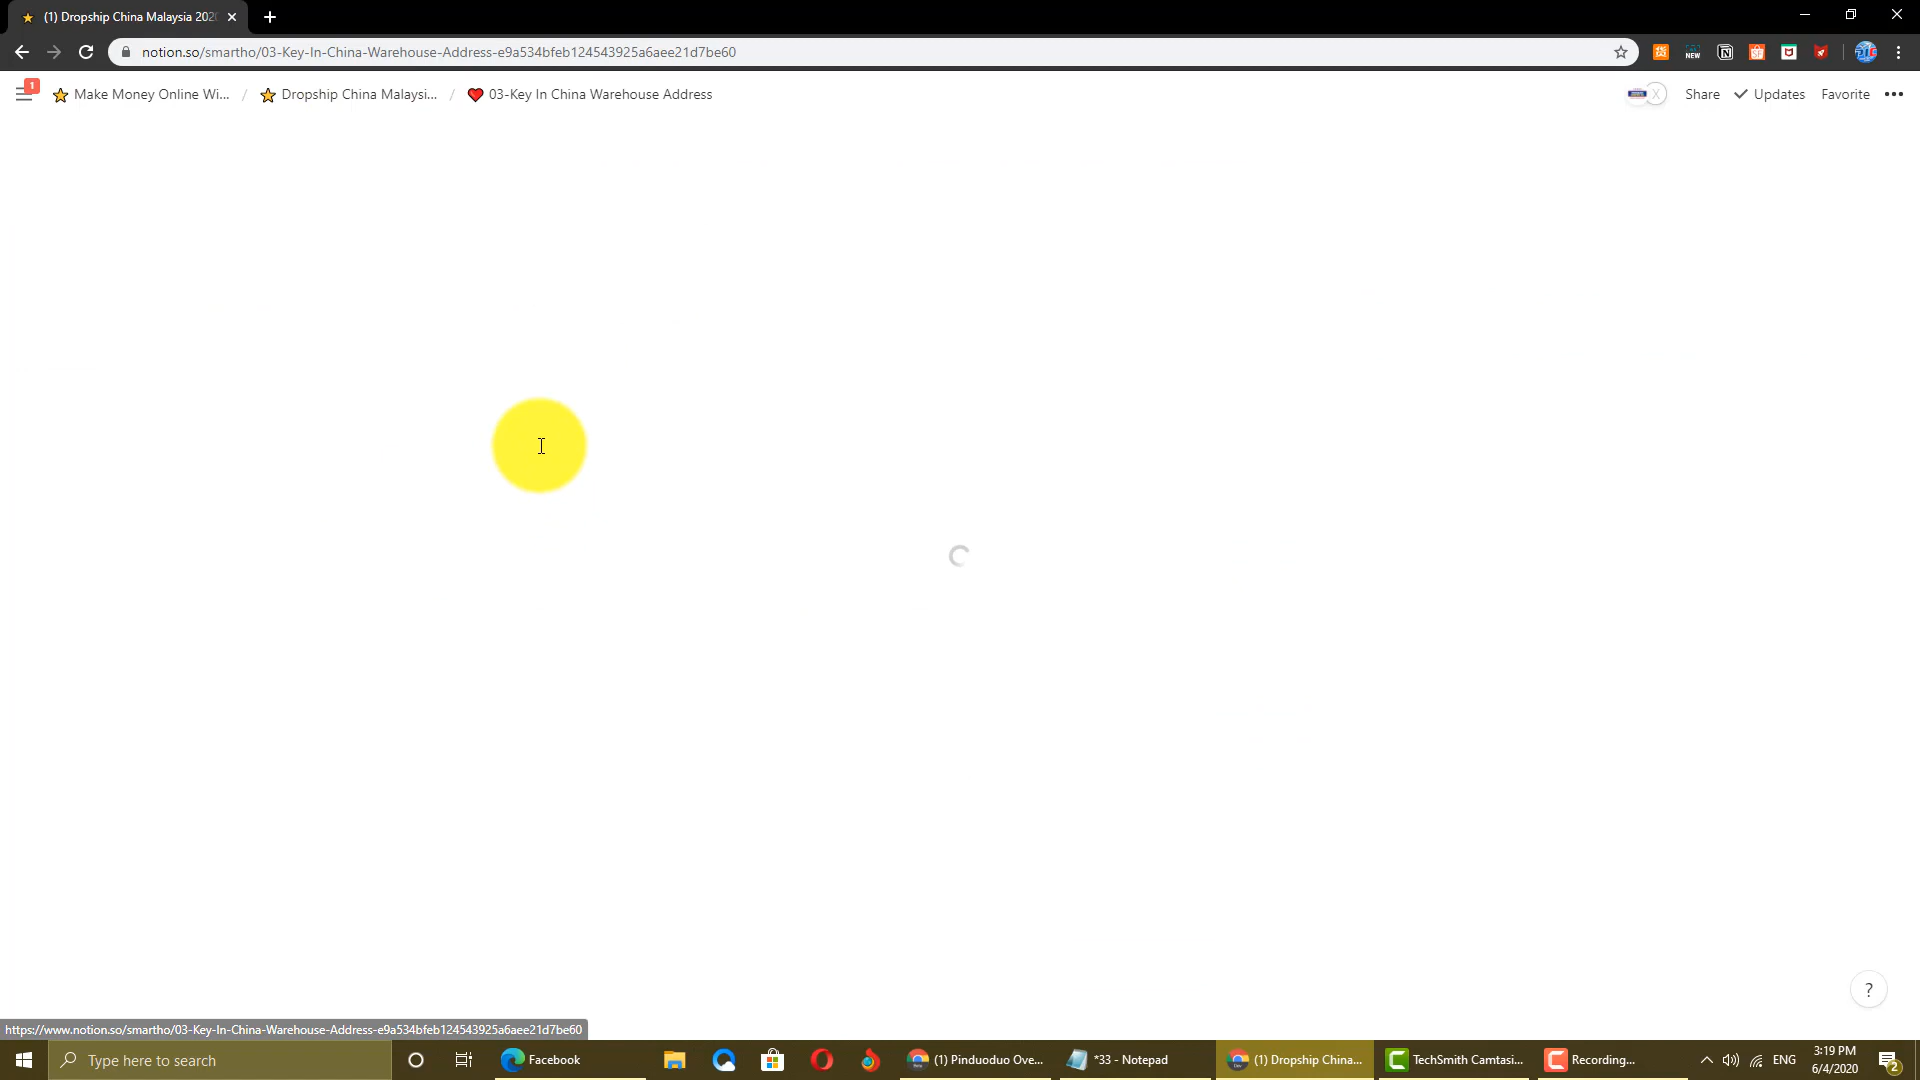 (1) Dropship China Malaysia 202
notion.so/smartho/03-Key-In-China-Warehouse-Address-e9a534bfeb124543925a6aee21d7be60
NEW
1
Make Money Online Wi... / Dropship China Malaysi... / 03-Key In China Warehouse Address
X
Share
Updates
Favorite
?
https://www.notion.so/smartho/03-Key-In-China-Warehouse-Address-e9a534bfeb124543925a6aee21d7be60
Type here to search
Facebook
(1) Pinduoduo Ove...
*33 - Notepad
(1) Dropship China...
TechSmith Camtasi...
Recording...
ENG
3:19 PM
6/4/2020
2